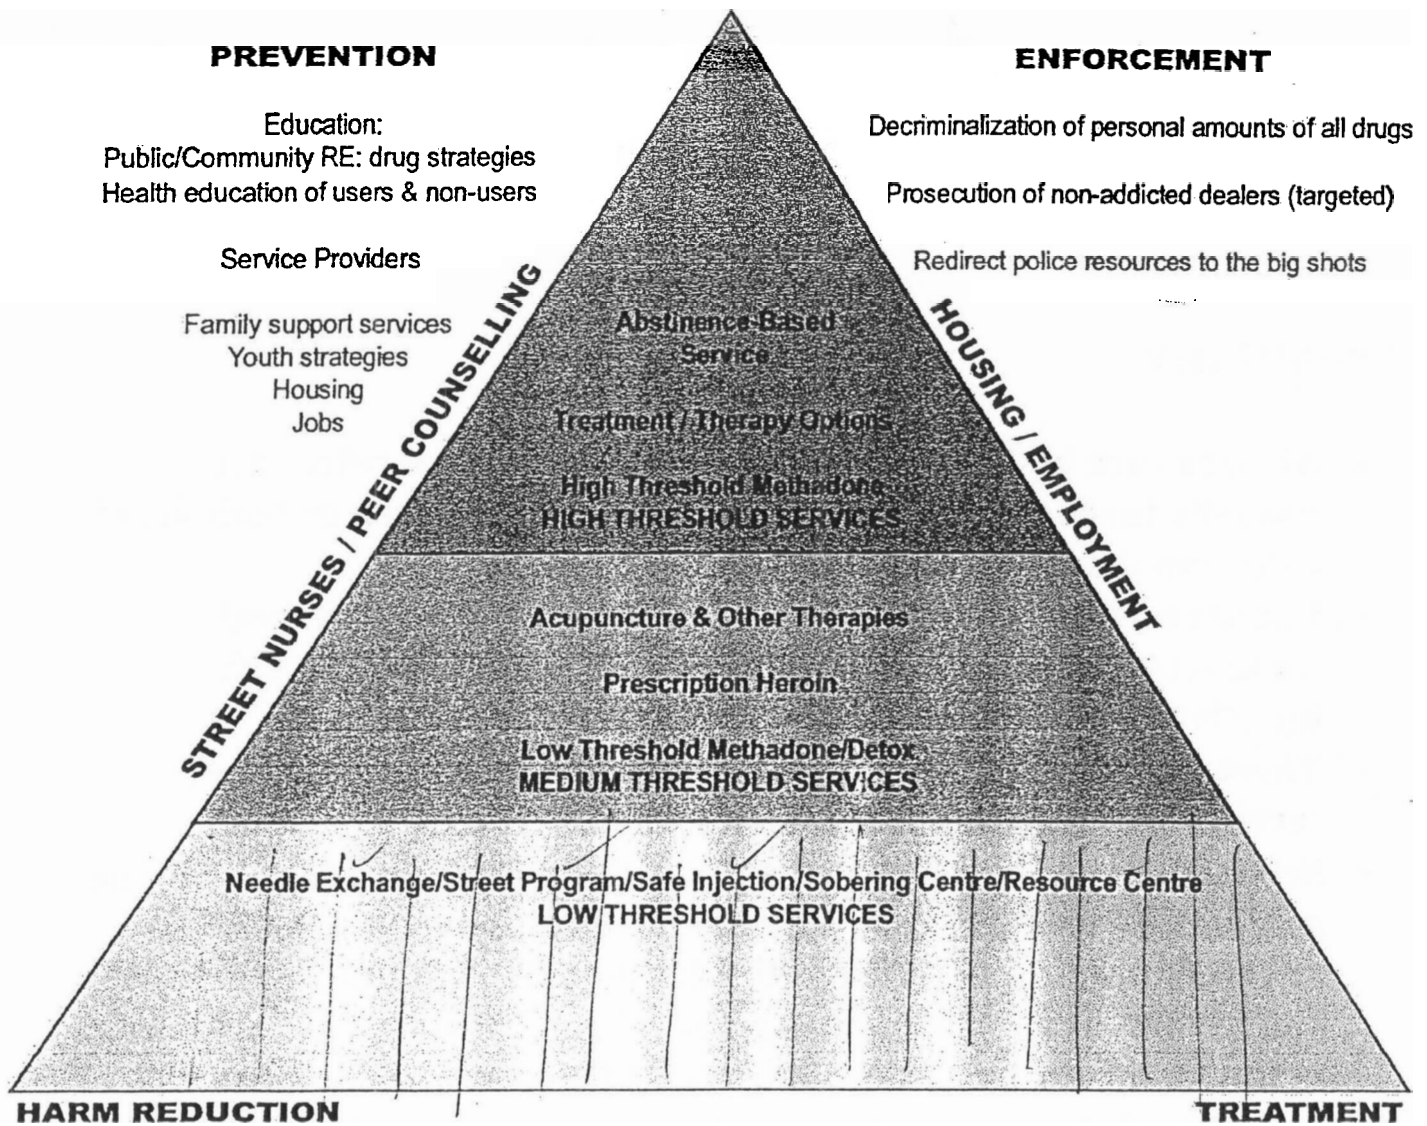 PREVENTION
Education:
Public/Community RE: drug strategies
Health education of users & non-users
Service Providers
Family support services
Youth strategies
Housing
Jobs
ENFORCEMENT
Decriminalization of personal amounts of all drugs
Prosecution of non-addicted dealers (targeted)
Redirect police resources to the big shots
STREET NURSES / PEER COUNSELLING
HOUSING / EMPLOYMENT
Abstinence-Based
Service
Treatment / Therapy Options
High Threshold Methadone
HIGH THRESHOLD SERVICES
Acupuncture & Other Therapies
Prescription Heroin
Low Threshold Methadone/Detox
MEDIUM THRESHOLD SERVICES
Needle Exchange/Street Program/Safe Injection/Sobering Centre/Resource Centre
LOW THRESHOLD SERVICES
HARM REDUCTION
TREATMENT